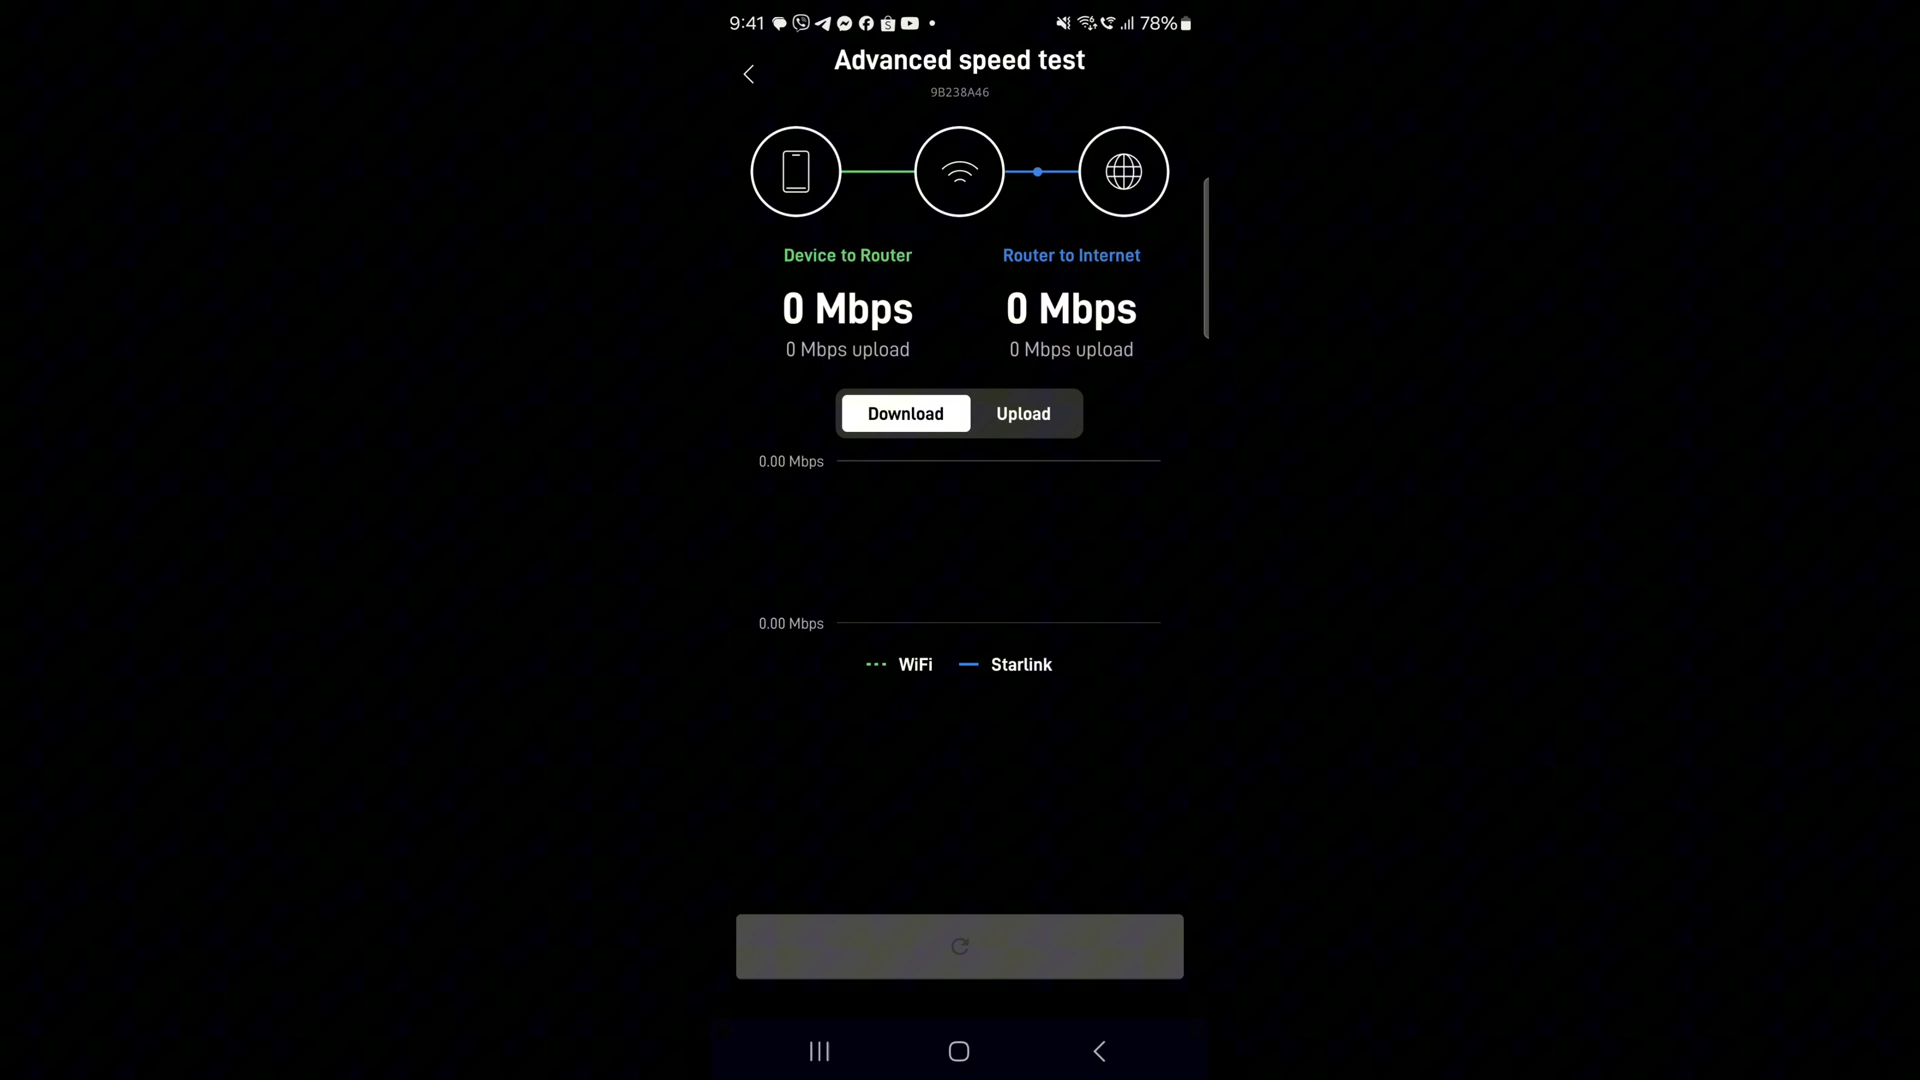 9:41
78%
Advanced speed test
9B238A46
Device to Router
Router to Internet
0 Mbps
0 Mbps
0 Mbps upload
0 Mbps upload
Download
Upload
0.00 Mbps
0.00 Mbps
WiFi
Starlink